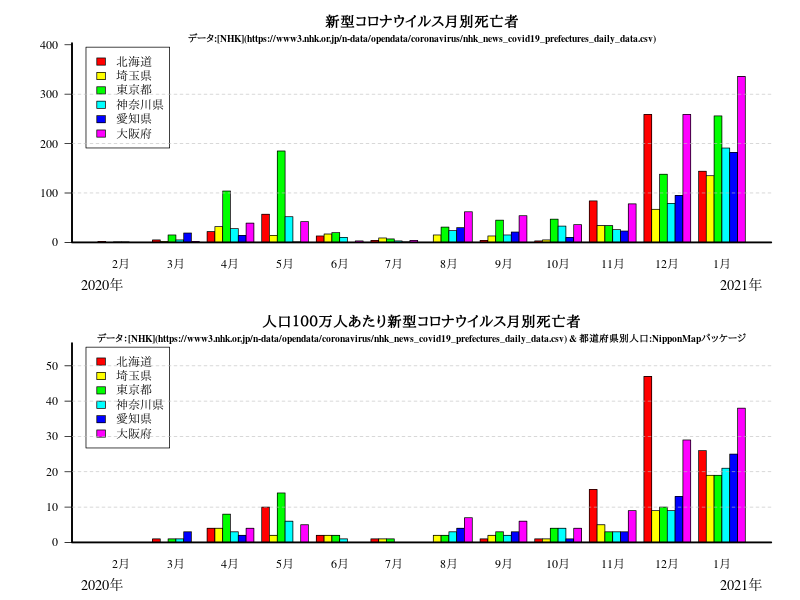 新型コロナウイルス月別死亡者
データ:[NHK](https://www3.nhk.or.jp/n-data/opendata/coronavirus/nhk_news_covid19_prefectures_daily_data.csv)
400
300
200
100
0
北海道
埼玉県
東京都
神奈川県
愛知県
大阪府
2月 3月 4月 5月 6月 7月 8月 9月 10月 11月 12月 1月
2020年 2021年
人口100万人あたり新型コロナウイルス月別死亡者
データ:[NHK](https://www3.nhk.or.jp/n-data/opendata/coronavirus/nhk_news_covid19_prefectures_daily_data.csv) & 都道府県別人口:NipponMapパッケージ
50
40
30
20
10
0
北海道
埼玉県
東京都
神奈川県
愛知県
大阪府
2月 3月 4月 5月 6月 7月 8月 9月 10月 11月 12月 1月
2020年 2021年